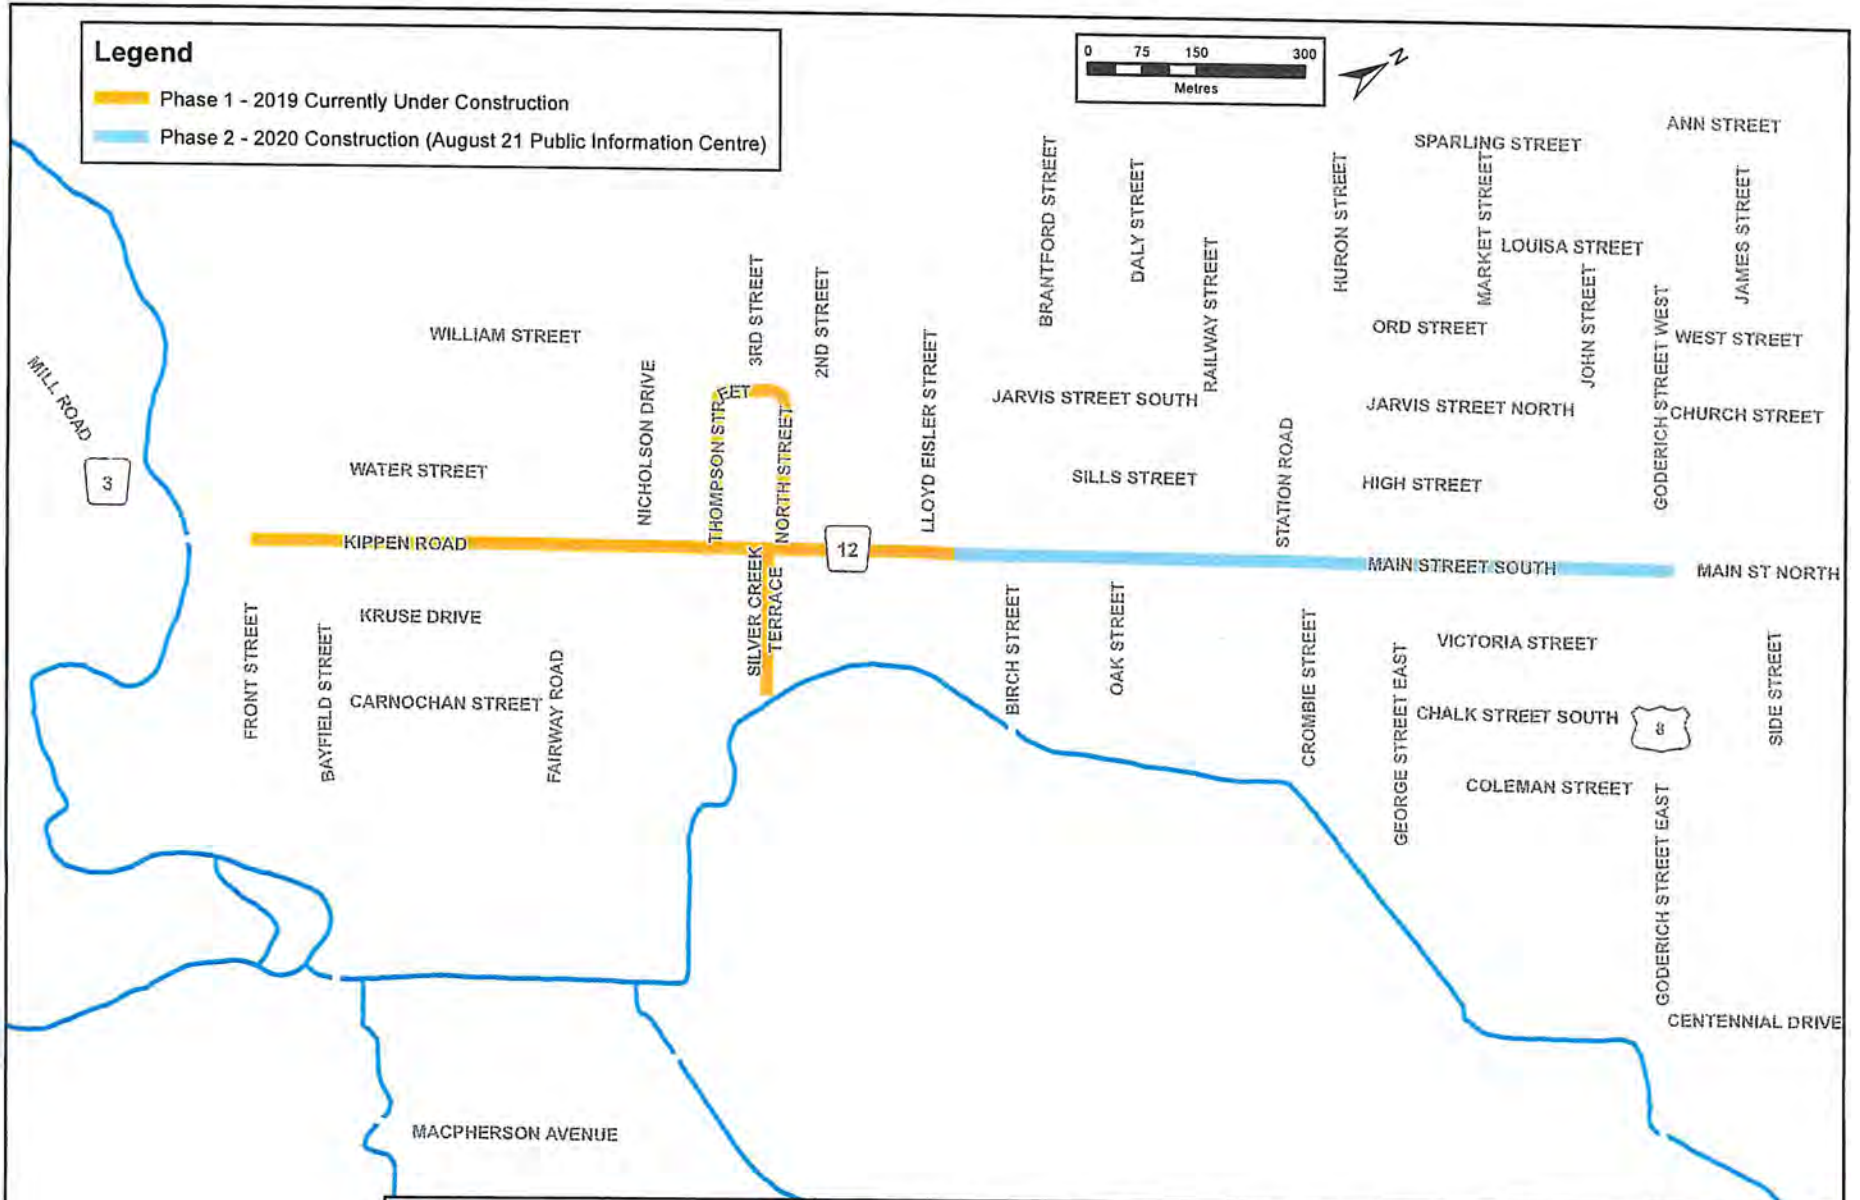 Legend
Phase 1 - 2019 Currently Under Construction
Phase 2 - 2020 Construction (August 21 Public Information Centre)
0 75 150 300
Metres
N
ANN STREET
SPARLING STREET
BRANTFORD STREET
DALY STREET
HURON STREET
MARKET STREET
JAMES STREET
LOUISA STREET
RAILWAY STREET
3RD STREET
2ND STREET
JOHN STREET
GODERICH STREET WEST
WILLIAM STREET
ORD STREET
WEST STREET
MILL ROAD
3
NICHOLSON DRIVE
THOMPSON STREET
NORTH STREET
LLOYD EISLER STREET
JARVIS STREET SOUTH
JARVIS STREET NORTH
CHURCH STREET
WATER STREET
SILLS STREET
STATION ROAD
HIGH STREET
KIPPEN ROAD
12
MAIN STREET SOUTH
MAIN ST NORTH
SILVER CREEK
TERRACE
KRUSE DRIVE
FRONT STREET
BAYFIELD STREET
CARNOCHAN STREET
FAIRWAY ROAD
BIRCH STREET
OAK STREET
CROMBIE STREET
GEORGE STREET EAST
VICTORIA STREET
SIDE STREET
CHALK STREET SOUTH
8
COLEMAN STREET
GODERICH STREET EAST
CENTENNIAL DRIVE
MACPHERSON AVENUE